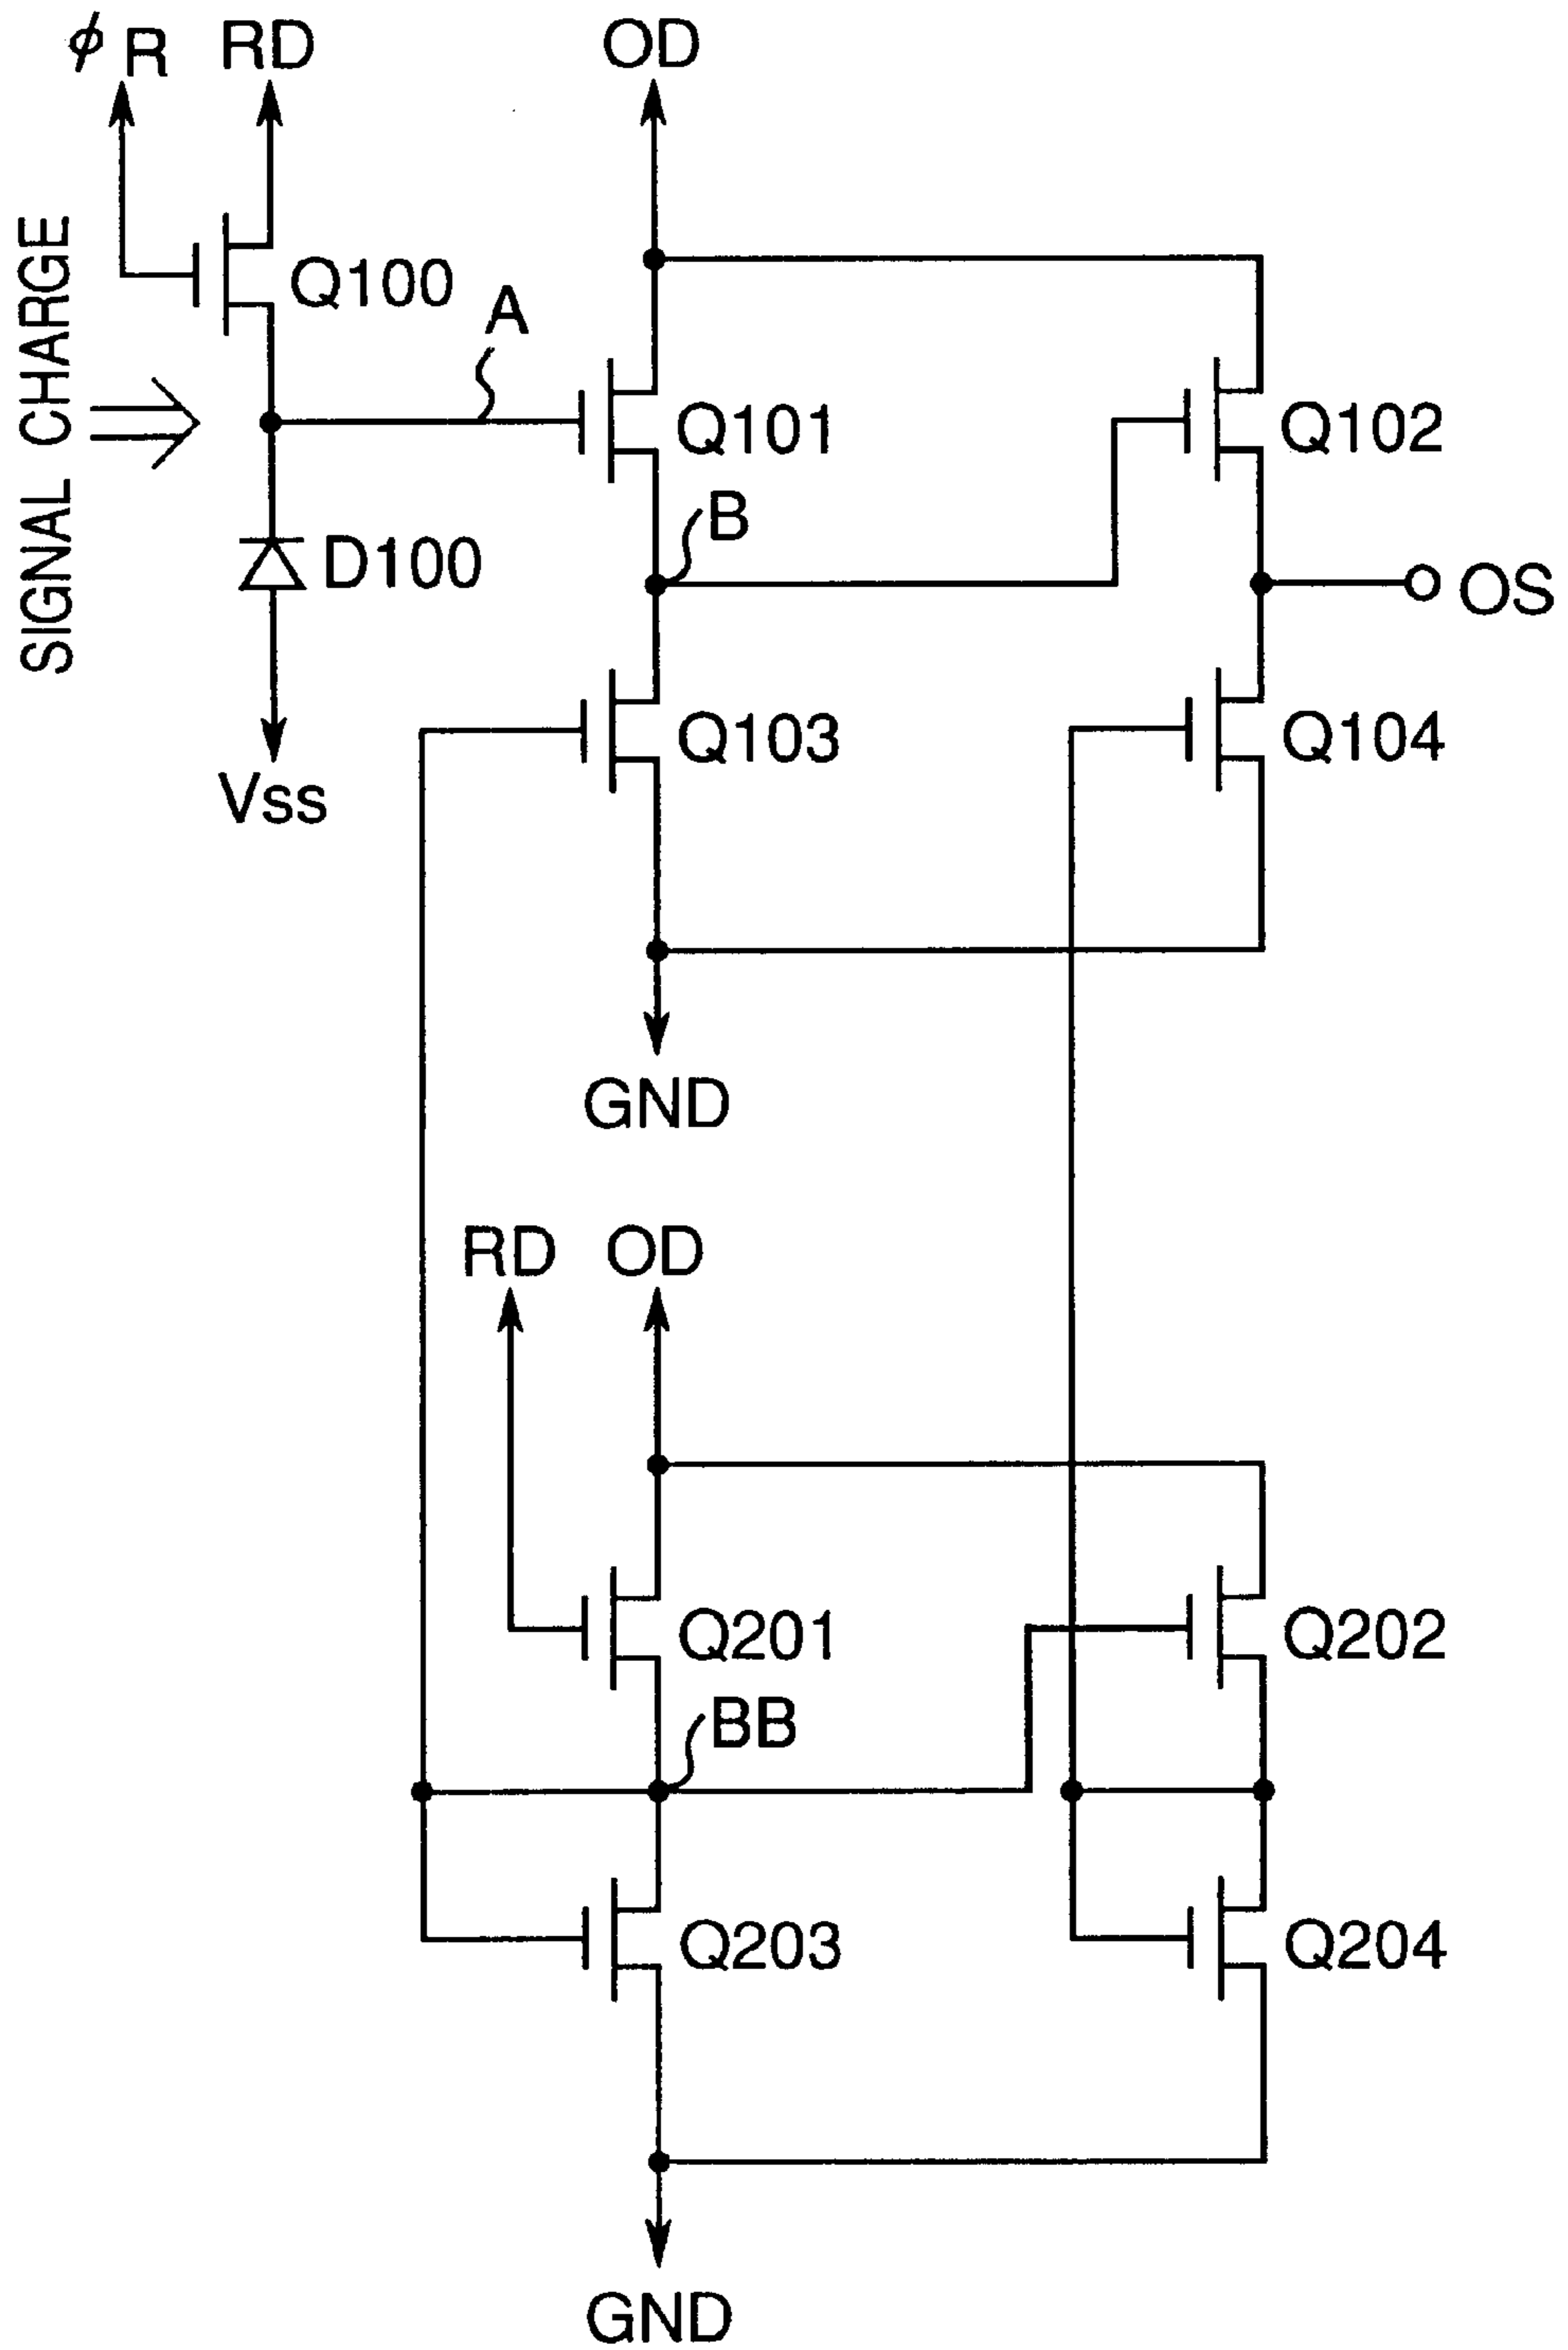 ϕR
RD
OD
SIGNAL CHARGE
Q100
A
Q101
Q102
B
D100
OS
Q103
Q104
Vss
GND
RD
OD
Q201
Q202
BB
Q203
Q204
GND